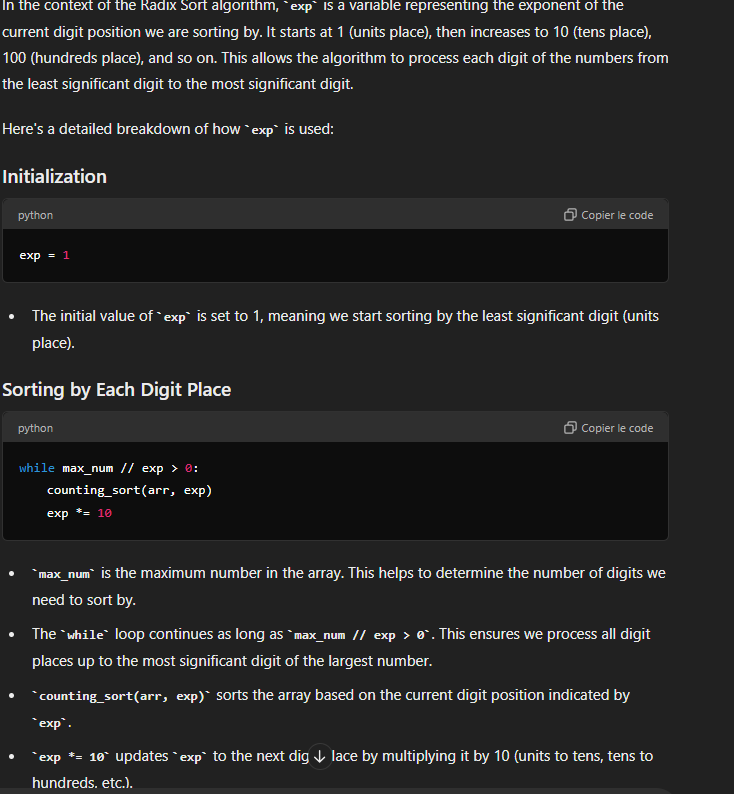 In the context of the Radix Sort algorithm, `exp` is a variable representing the exponent of the
current digit position we are sorting by. It starts at 1 (units place), then increases to 10 (tens place),
100 (hundreds place), and so on. This allows the algorithm to process each digit of the numbers from
the least significant digit to the most significant digit.
Here's a detailed breakdown of how `exp` is used:
Initialization
python
Copier le code
exp = 1
• The initial value of `exp` is set to 1, meaning we start sorting by the least significant digit (units
place).
Sorting by Each Digit Place
python
Copier le code
while max_num // exp > 0:
    counting_sort(arr, exp)
    exp *= 10
• `max_num` is the maximum number in the array. This helps to determine the number of digits we
need to sort by.
• The `while` loop continues as long as `max_num // exp > 0`. This ensures we process all digit
places up to the most significant digit of the largest number.
• `counting_sort(arr, exp)` sorts the array based on the current digit position indicated by
`exp`.
• `exp *= 10` updates `exp` to the next dig lace by multiplying it by 10 (units to tens, tens to
hundreds, etc.).